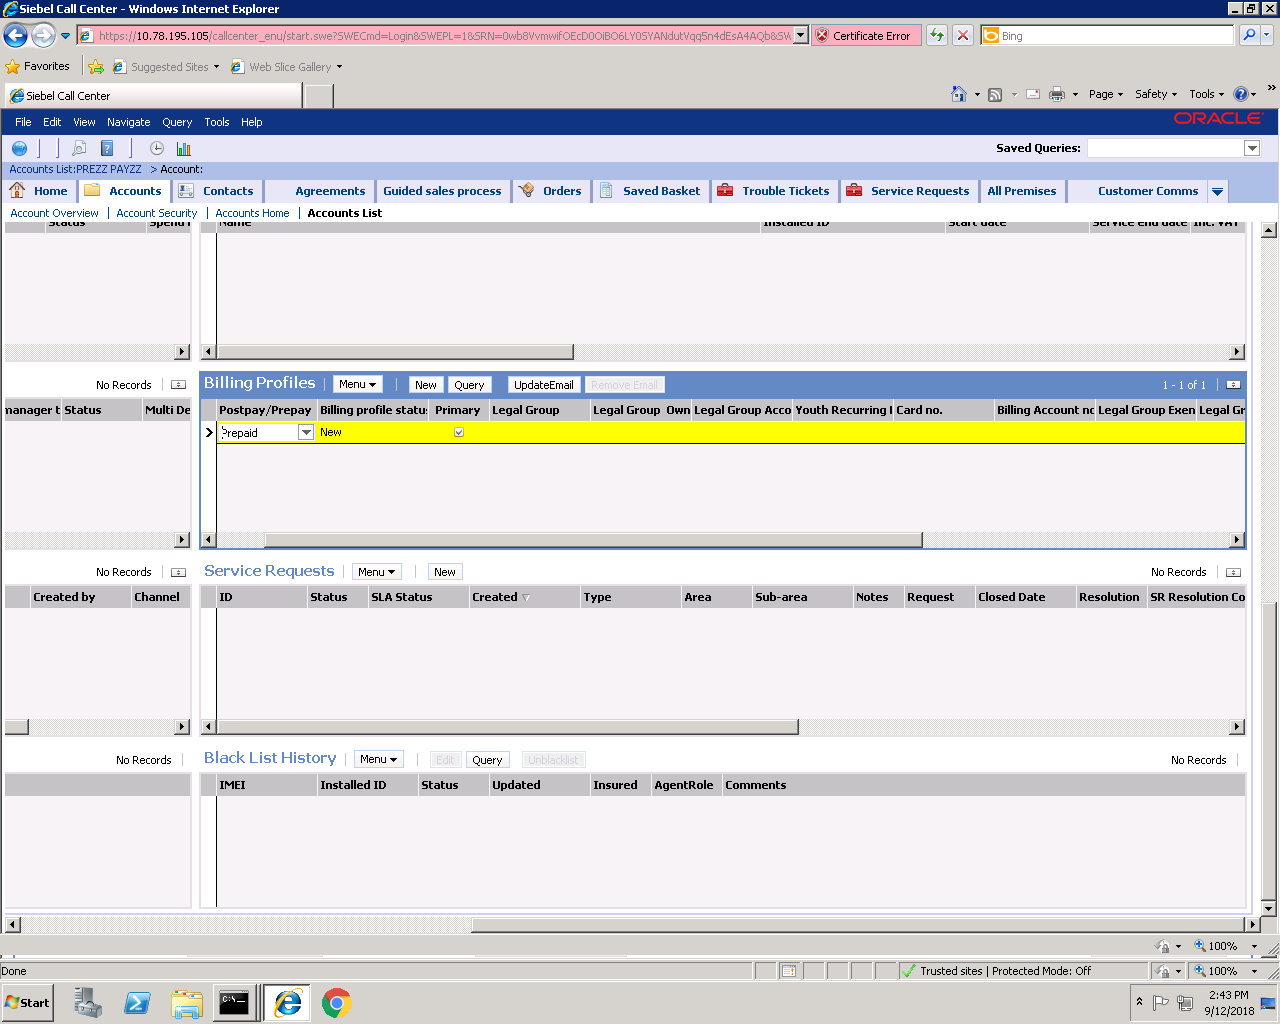 Siebel Call Center - Windows Internet Explorer
https://10.78.195.105/callcenter_enu/start.swe?SWECmd=Login&SWEPL=1&SRN=0wb8VvmwifOEcD0OiBO6LY0SYANdutVqq5n4dEsA4AQb&SW
Certificate Error
Bing
Favorites
Suggested Sites
Web Slice Gallery
Siebel Call Center
Page
Safety
Tools
»
File Edit View Navigate Query Tools Help
ORACLE
Saved Queries:
Accounts List:PREZZ PAYZZ > Account:
Home Accounts Contacts Agreements Guided sales process Orders Saved Basket Trouble Tickets Service Requests All Premises Customer Comms
Account Overview | Account Security | Accounts Home | Accounts List
Status Spend Name Installed ID Start date Service end date Inc. VAT
No Records Billing Profiles Menu New Query UpdateEmail Remove Email 1 - 1 of 1
manager t Status Multi De Postpay/Prepay Billing profile status Primary Legal Group Legal Group Own Legal Group Acco Youth Recurring Card no. Billing Account no Legal Group Exen Legal Gr
Prepaid New
No Records Service Requests Menu New No Records
Created by Channel ID Status SLA Status Created Type Area Sub-area Notes Request Closed Date Resolution SR Resolution Co
No Records Black List History Menu Edit Query Unblacklist No Records
IMEI Installed ID Status Updated Insured AgentRole Comments
100%
Done Trusted sites | Protected Mode: Off 100%
Start
C:\.
2:43 PM
9/12/2018